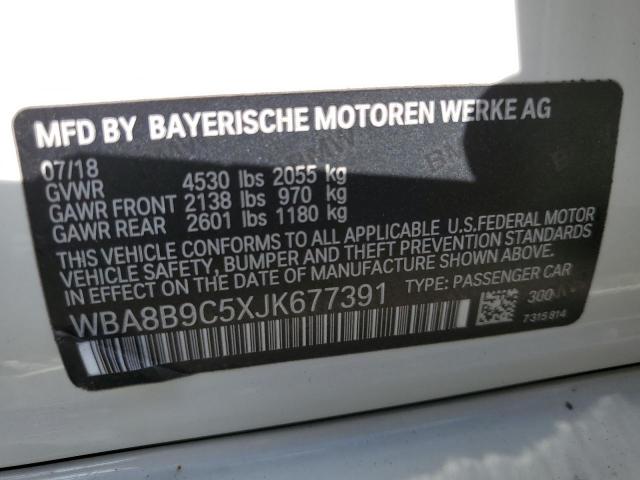 MFD BY BAYERISCHE MOTOREN WERKE AG
07/18
GVWR 4530 lbs 2055 kg
GAWR FRONT 2138 lbs 970 kg
GAWR REAR 2601 lbs 1180 kg
THIS VEHICLE CONFORMS TO ALL APPLICABLE U.S.FEDERAL MOTOR
VEHICLE SAFETY, BUMPER AND THEFT PREVENTION STANDARDS
IN EFFECT ON THE DATE OF MANUFACTURE SHOWN ABOVE.
WBA8B9C5XJK677391 TYPE: PASSENGER CAR
300
7315814